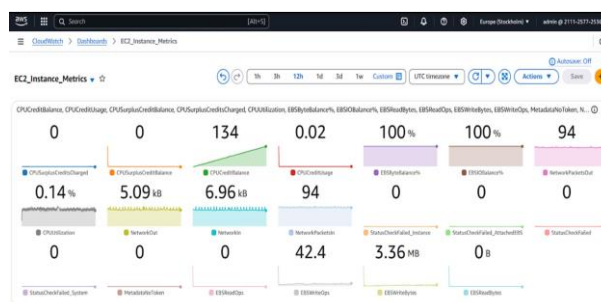 aws
Search
[Alt+S]
Europe (Stockholm)
CloudWatch > Dashboards > EC2_Instance_Metrics
Autosave: Off
EC2_Instance_Metrics
1h 3h 12h 1d 3d 1w Custom
UTC timezone
Actions
Save
CPUCreditBalance, CPUCreditUsage, CPUSurplusCreditBalance, CPUSurplusCreditsCharged, CPUUtilization, EBSByteBalance%, EBSIOBalance%, EBSReadBytes, EBSReadOps, EBSWriteBytes, EBSWriteOps, MetadataNoToken, N...
0 0 134 0.02 100 % 100 % 94
CPUSurplusCreditsCharged CPUSurplusCreditBalance CPUCreditBalance CPUCreditUsage EBSByteBalance% EBSIOBalance% NetworkPacketsOut
0.14 % 5.09 kB 6.96 kB 94 0 0 0
CPUUtilization NetworkOut NetworkIn NetworkPacketsIn StatusCheckFailed_Instance StatusCheckFailed_AttachedEBS StatusCheckFailed
0 0 0 42.4 3.36 MB 0 B
StatusCheckFailed_System MetadataNoToken EBSReadOps EBSWriteOps EBSWriteBytes EBSReadBytes